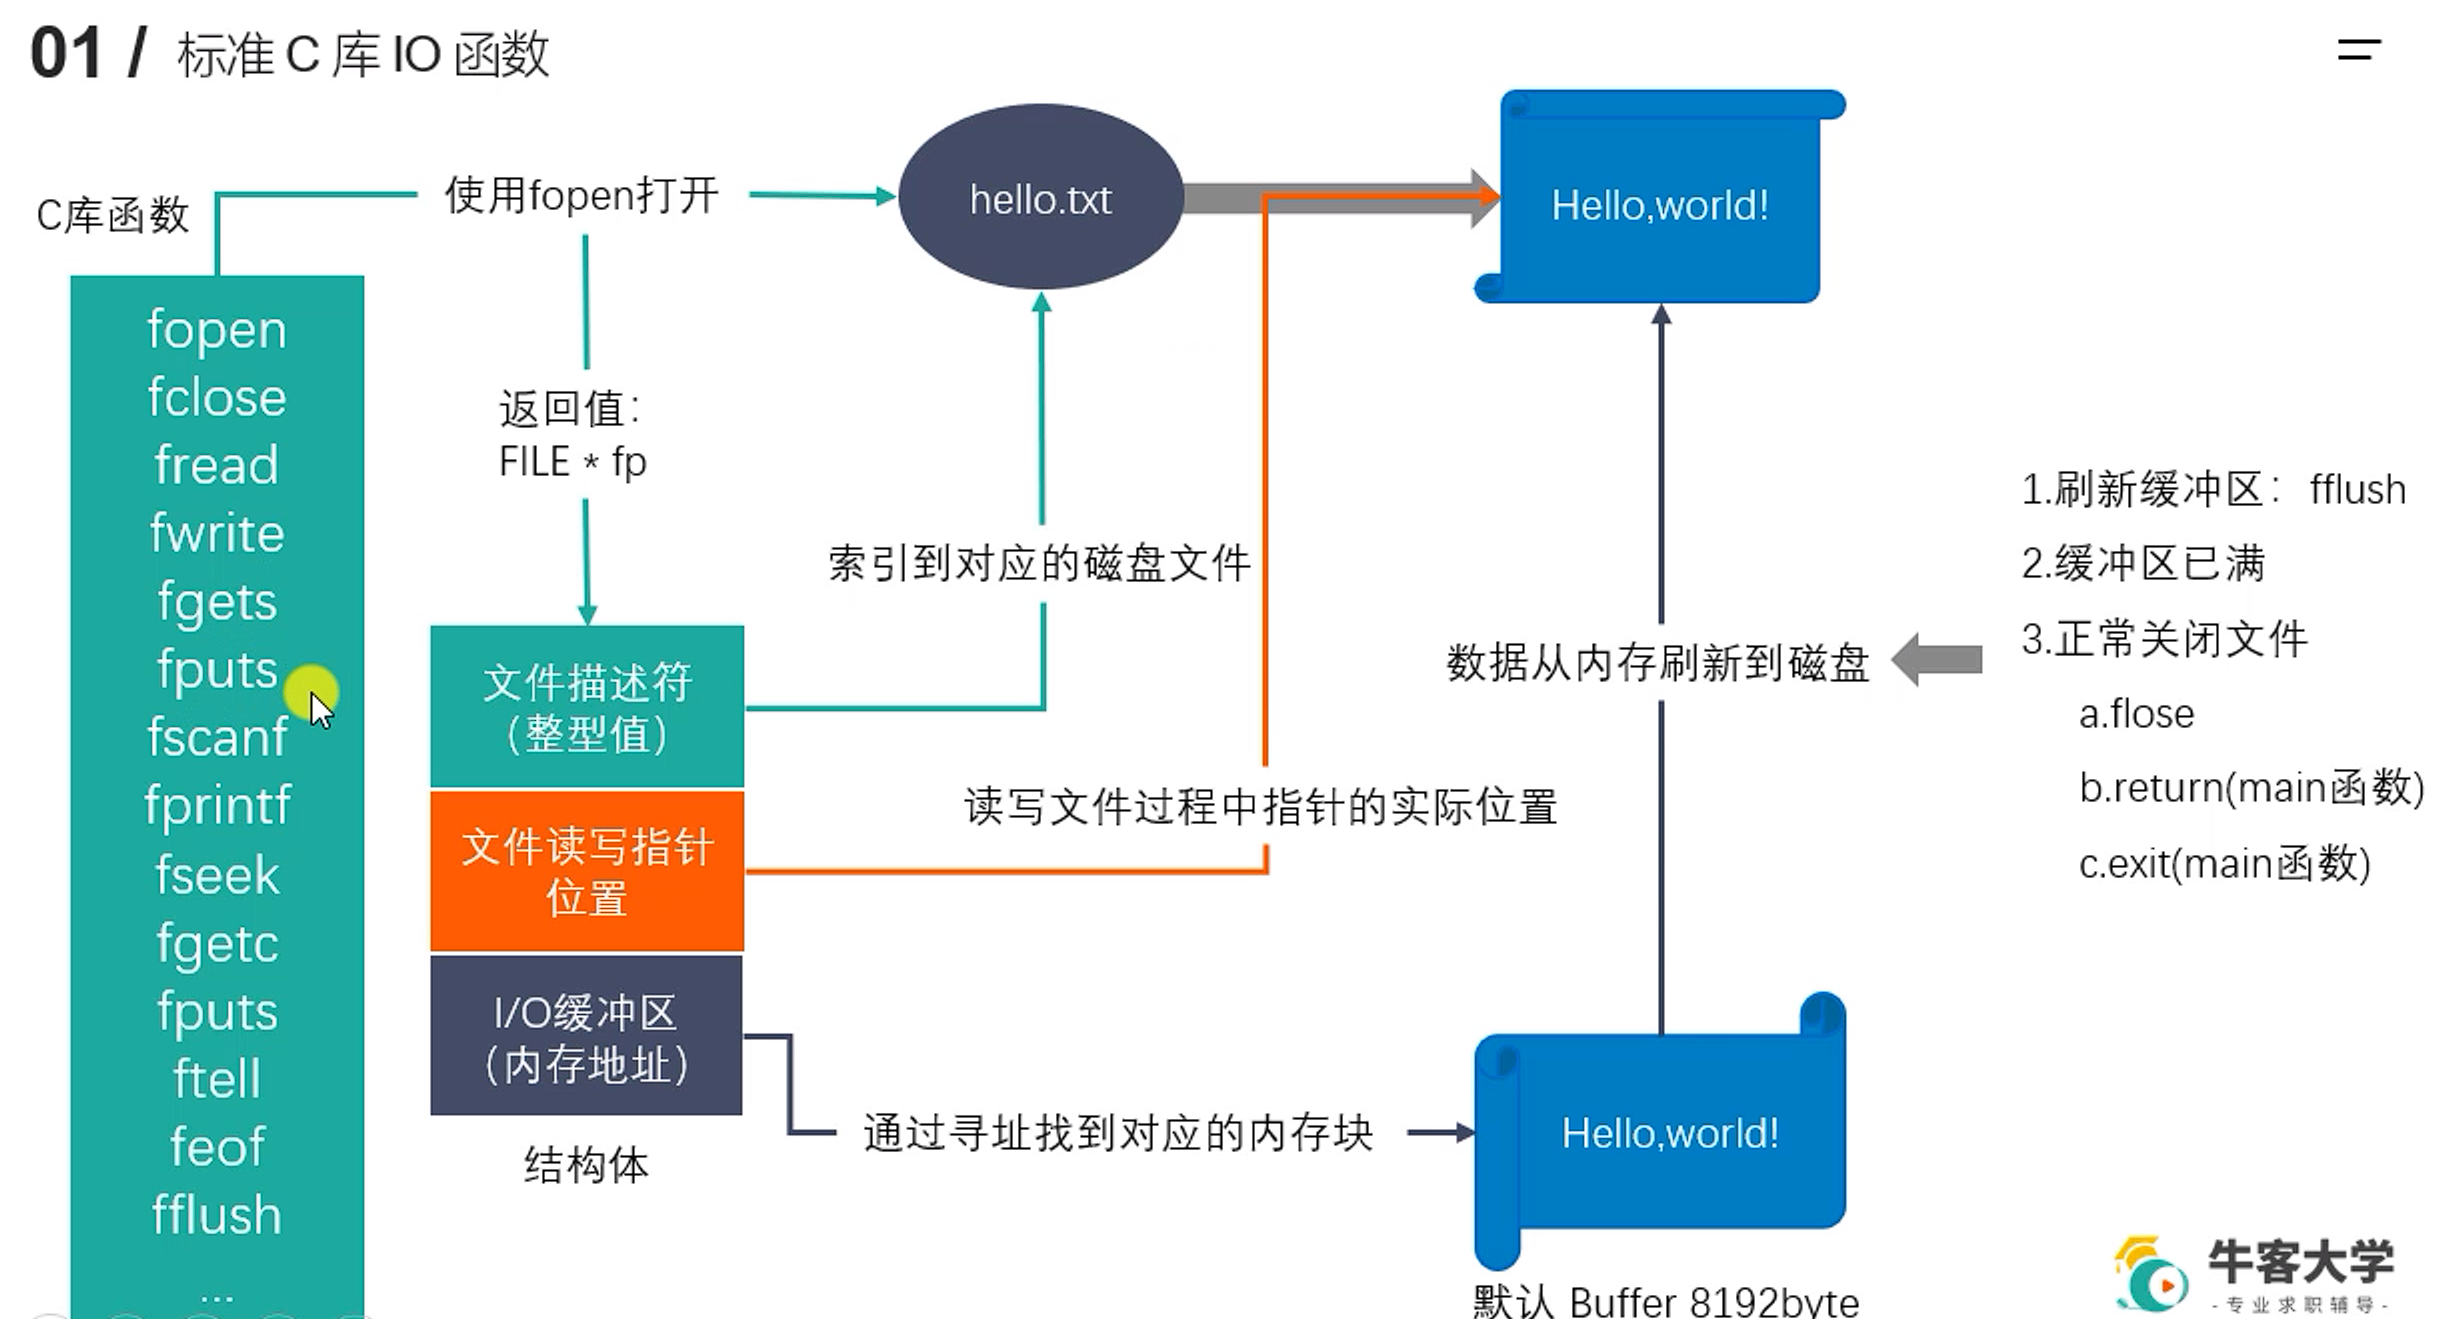 01 / 标准 C 库 IO 函数
C库函数
使用fopen打开
hello.txt
Hello,world!
fopen
fclose
fread
fwrite
fgets
fputs
fscanf
fprintf
fseek
fgetc
fputs
ftell
feof
fflush
...
返回值：
FILE * fp
文件描述符
（整型值）
文件读写指针
位置
I/O缓冲区
（内存地址）
结构体
索引到对应的磁盘文件
读写文件过程中指针的实际位置
通过寻址找到对应的内存块
数据从内存刷新到磁盘
1.刷新缓冲区： fflush
2.缓冲区已满
3.正常关闭文件
a.flose
b.return(main函数)
c.exit(main函数)
Hello,world!
默认 Buffer 8192byte
牛客大学
- 专业求职辅导 -